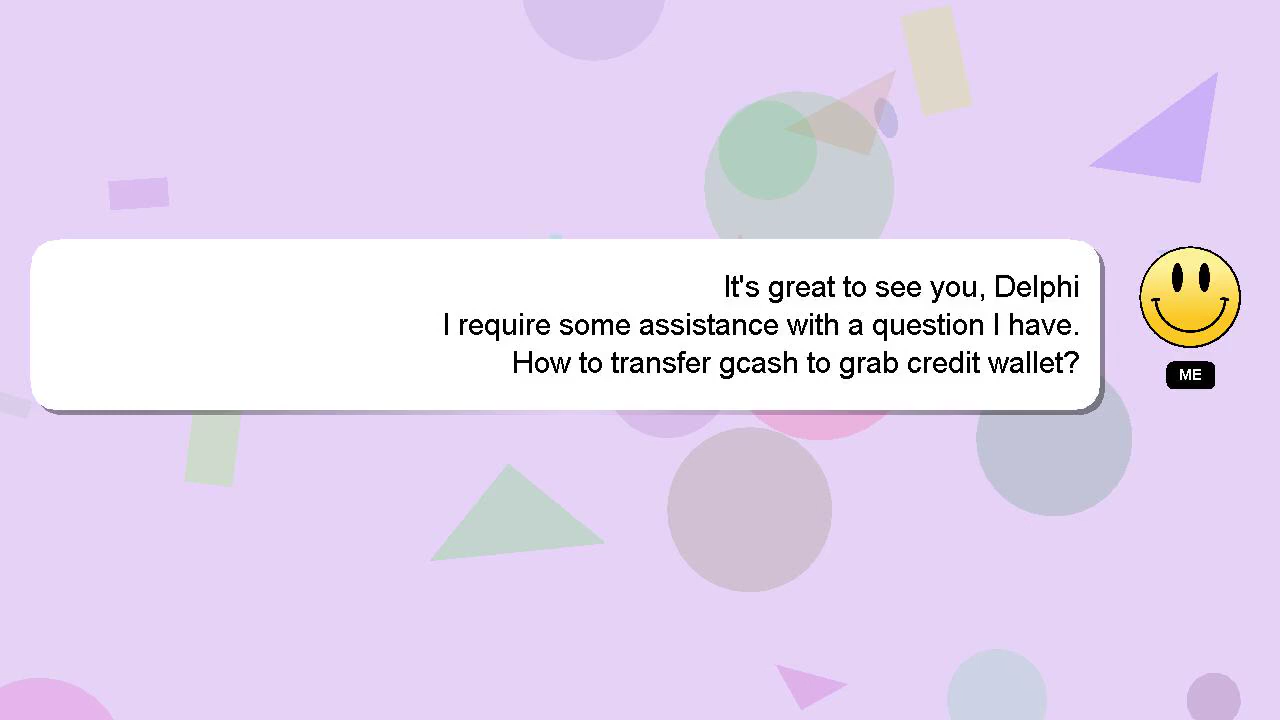 It's great to see you, Delphi
I require some assistance with a question I have.
How to transfer gcash to grab credit wallet?
ME